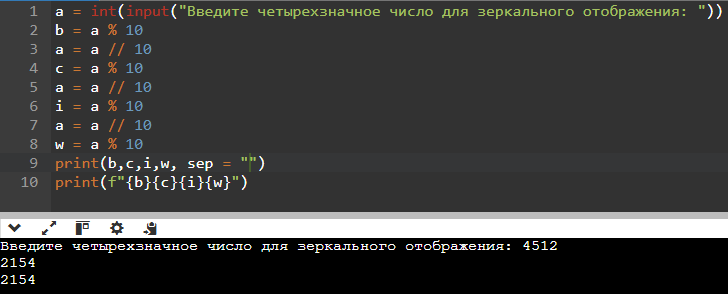 1 a = int(input("Введите четырехзначное число для зеркального отображения: "))
2 b = a % 10
3 a = a // 10
4 c = a % 10
5 a = a // 10
6 i = a % 10
7 a = a // 10
8 w = a % 10
9 print(b,c,i,w, sep = "")
10 print(f"{b}{c}{i}{w}")
Введите четырехзначное число для зеркального отображения: 4512
2154
2154